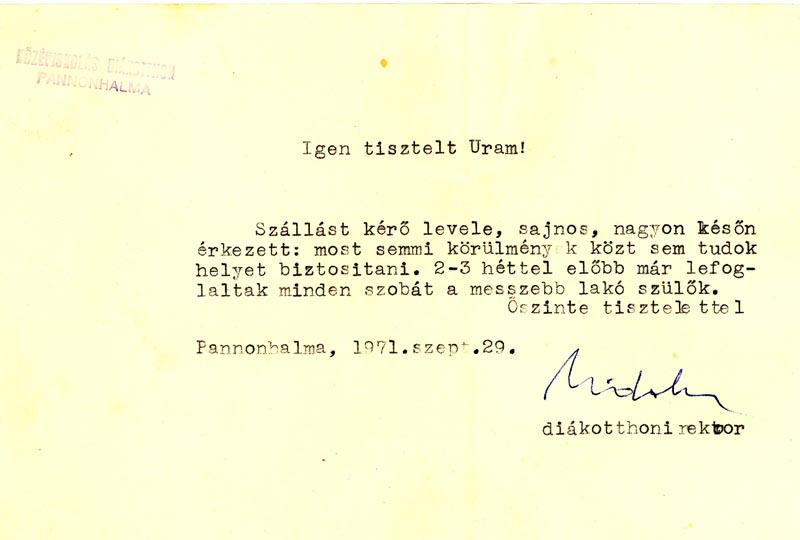 KÖZÉPISKOLÁS DIÁKOTTHON
PANNONHALMA
Igen tisztelt Uram!
Szállást kérő levele, sajnos, nagyon későn
érkezett: most semmi körülmények közt sem tudok
helyet biztositani. 2-3 héttel előbb már lefog-
laltak minden szobát a messzebb lakó szülők.
Őszinte tisztelettel
Pannonhalma, 1971.szept.29.
diákotthoni rektor